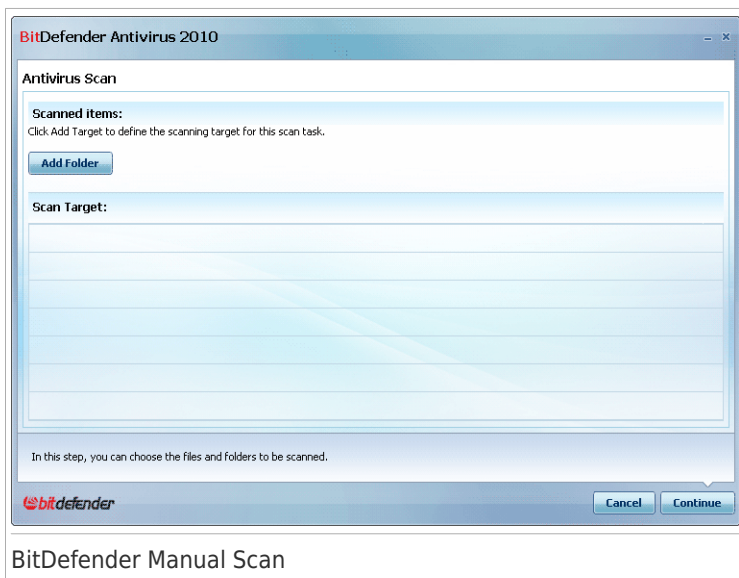 BitDefender Antivirus 2010
Antivirus Scan
Scanned items:
Click Add Target to define the scanning target for this scan task.
Add Folder
Scan Target:
In this step, you can choose the files and folders to be scanned.
bitdefender
Cancel
Continue
BitDefender Manual Scan